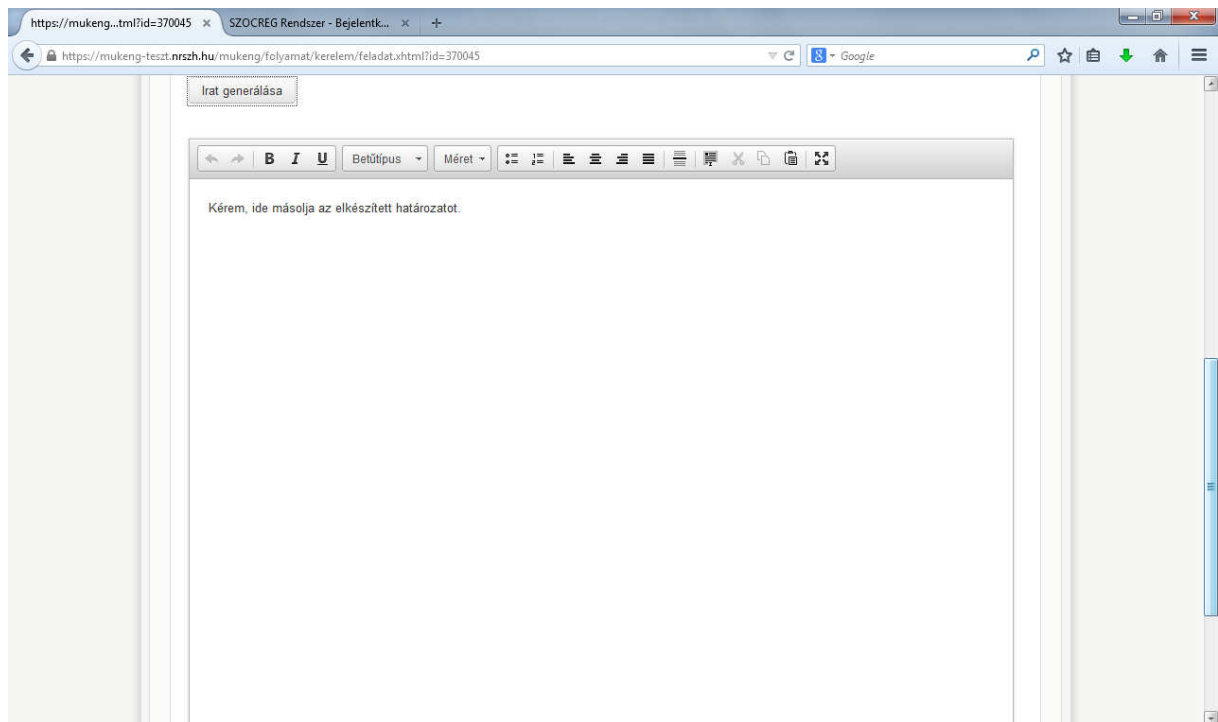 https://mukeng...tml?id=370045 × SZOCREG Rendszer - Bejelentk... × +
https://mukeng-teszt.nrszh.hu/mukeng/folyamat/kerelem/feladat.xhtml?id=370045 8 Google
Irat generálása
B I U Betűtípus Méret
Kérem, ide másolja az elkészített határozatot.